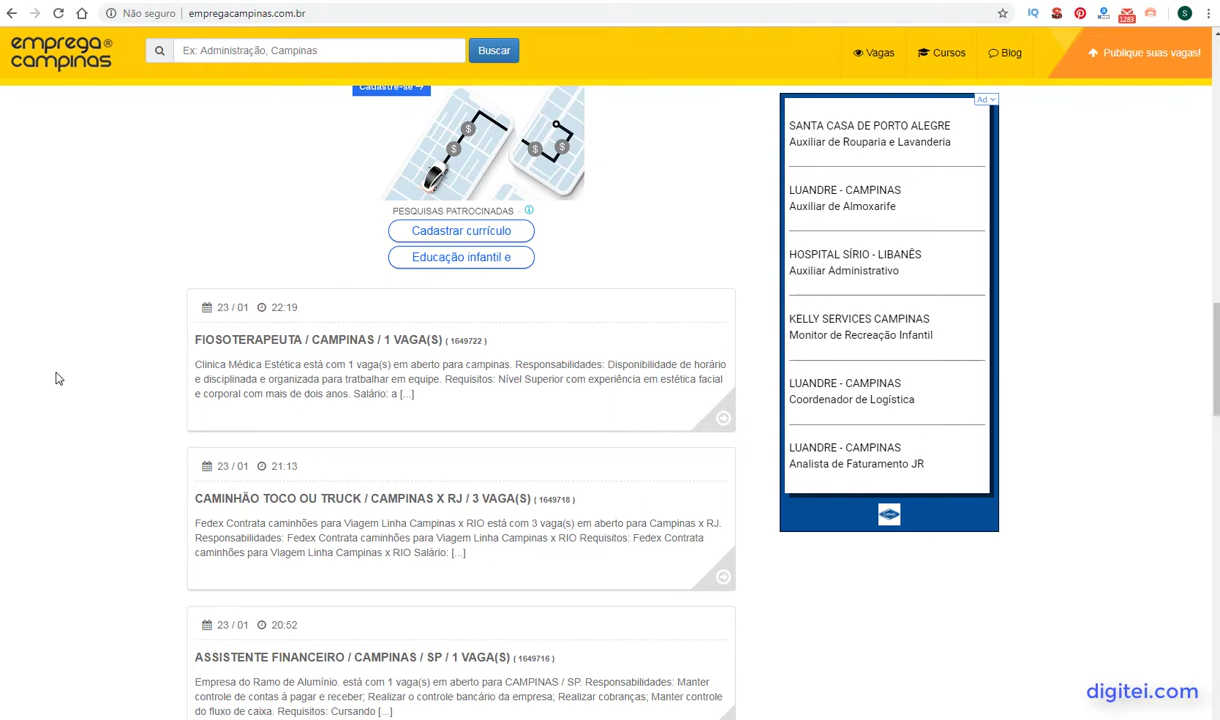 Não seguro | empregacampinas.com.br
1283
S
emprega®
campinas
Ex: Administração, Campinas
Buscar
Vagas
Cursos
Blog
Publique suas vagas!
Cadastre-se →
PESQUISAS PATROCINADAS
Cadastrar currículo
Educação infantil e
23 / 01 22:19
FIOSOTERAPEUTA / CAMPINAS / 1 VAGA(S) ( 1649722 )
Clinica Médica Estética está com 1 vaga(s) em aberto para campinas. Responsabilidades: Disponibilidade de horário
e disciplinada e organizada para tratbalhar em equipe. Requisitos: Nível Superior com experiência em estética facial
e corporal com mais de dois anos. Salário: a [...]
23 / 01 21:13
CAMINHÃO TOCO OU TRUCK / CAMPINAS X RJ / 3 VAGA(S) ( 1649718 )
Fedex Contrata caminhões para Viagem Linha Campinas x RIO está com 3 vaga(s) em aberto para Campinas x RJ.
Responsabilidades: Fedex Contrata caminhões para Viagem Linha Campinas x RIO Requisitos: Fedex Contrata
caminhões para Viagem Linha Campinas x RIO Salário: [...]
23 / 01 20:52
ASSISTENTE FINANCEIRO / CAMPINAS / SP / 1 VAGA(S) ( 1649716 )
Empresa do Ramo de Alumínio. está com 1 vaga(s) em aberto para CAMPINAS / SP. Responsabilidades: Manter
controle de contas à pagar e receber; Realizar o controle bancário da empresa; Realizar cobranças; Manter controle
do fluxo de caixa. Requisitos: Cursando [...]
Ad
SANTA CASA DE PORTO ALEGRE
Auxiliar de Rouparia e Lavanderia
LUANDRE - CAMPINAS
Auxiliar de Almoxarife
HOSPITAL SÍRIO - LIBANÊS
Auxiliar Administrativo
KELLY SERVICES CAMPINAS
Monitor de Recreação Infantil
LUANDRE - CAMPINAS
Coordenador de Logística
LUANDRE - CAMPINAS
Analista de Faturamento JR
digitei.com